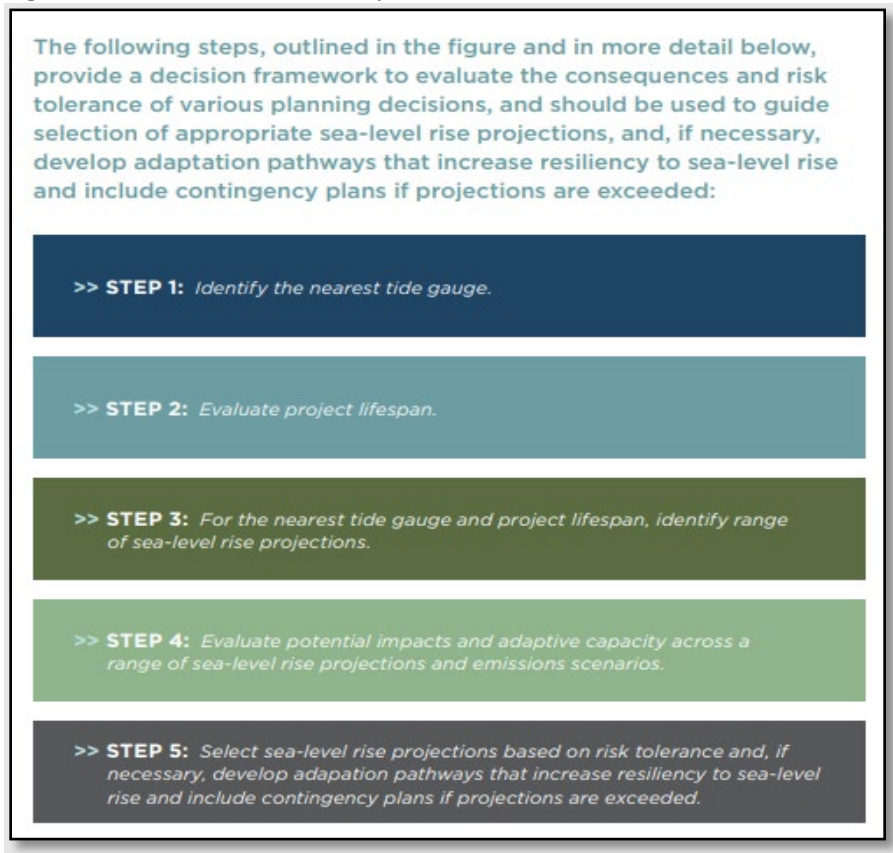 The following steps, outlined in the figure and in more detail below,
provide a decision framework to evaluate the consequences and risk
tolerance of various planning decisions, and should be used to guide
selection of appropriate sea-level rise projections, and, if necessary,
develop adaptation pathways that increase resiliency to sea-level rise
and include contingency plans if projections are exceeded:
>> STEP 1: Identify the nearest tide gauge.
>> STEP 2: Evaluate project lifespan.
>> STEP 3: For the nearest tide gauge and project lifespan, identify range
of sea-level rise projections.
>> STEP 4: Evaluate potential impacts and adaptive capacity across a
range of sea-level rise projections and emissions scenarios.
>> STEP 5: Select sea-level rise projections based on risk tolerance and, if
necessary, develop adapation pathways that increase resiliency to sea-level
rise and include contingency plans if projections are exceeded.